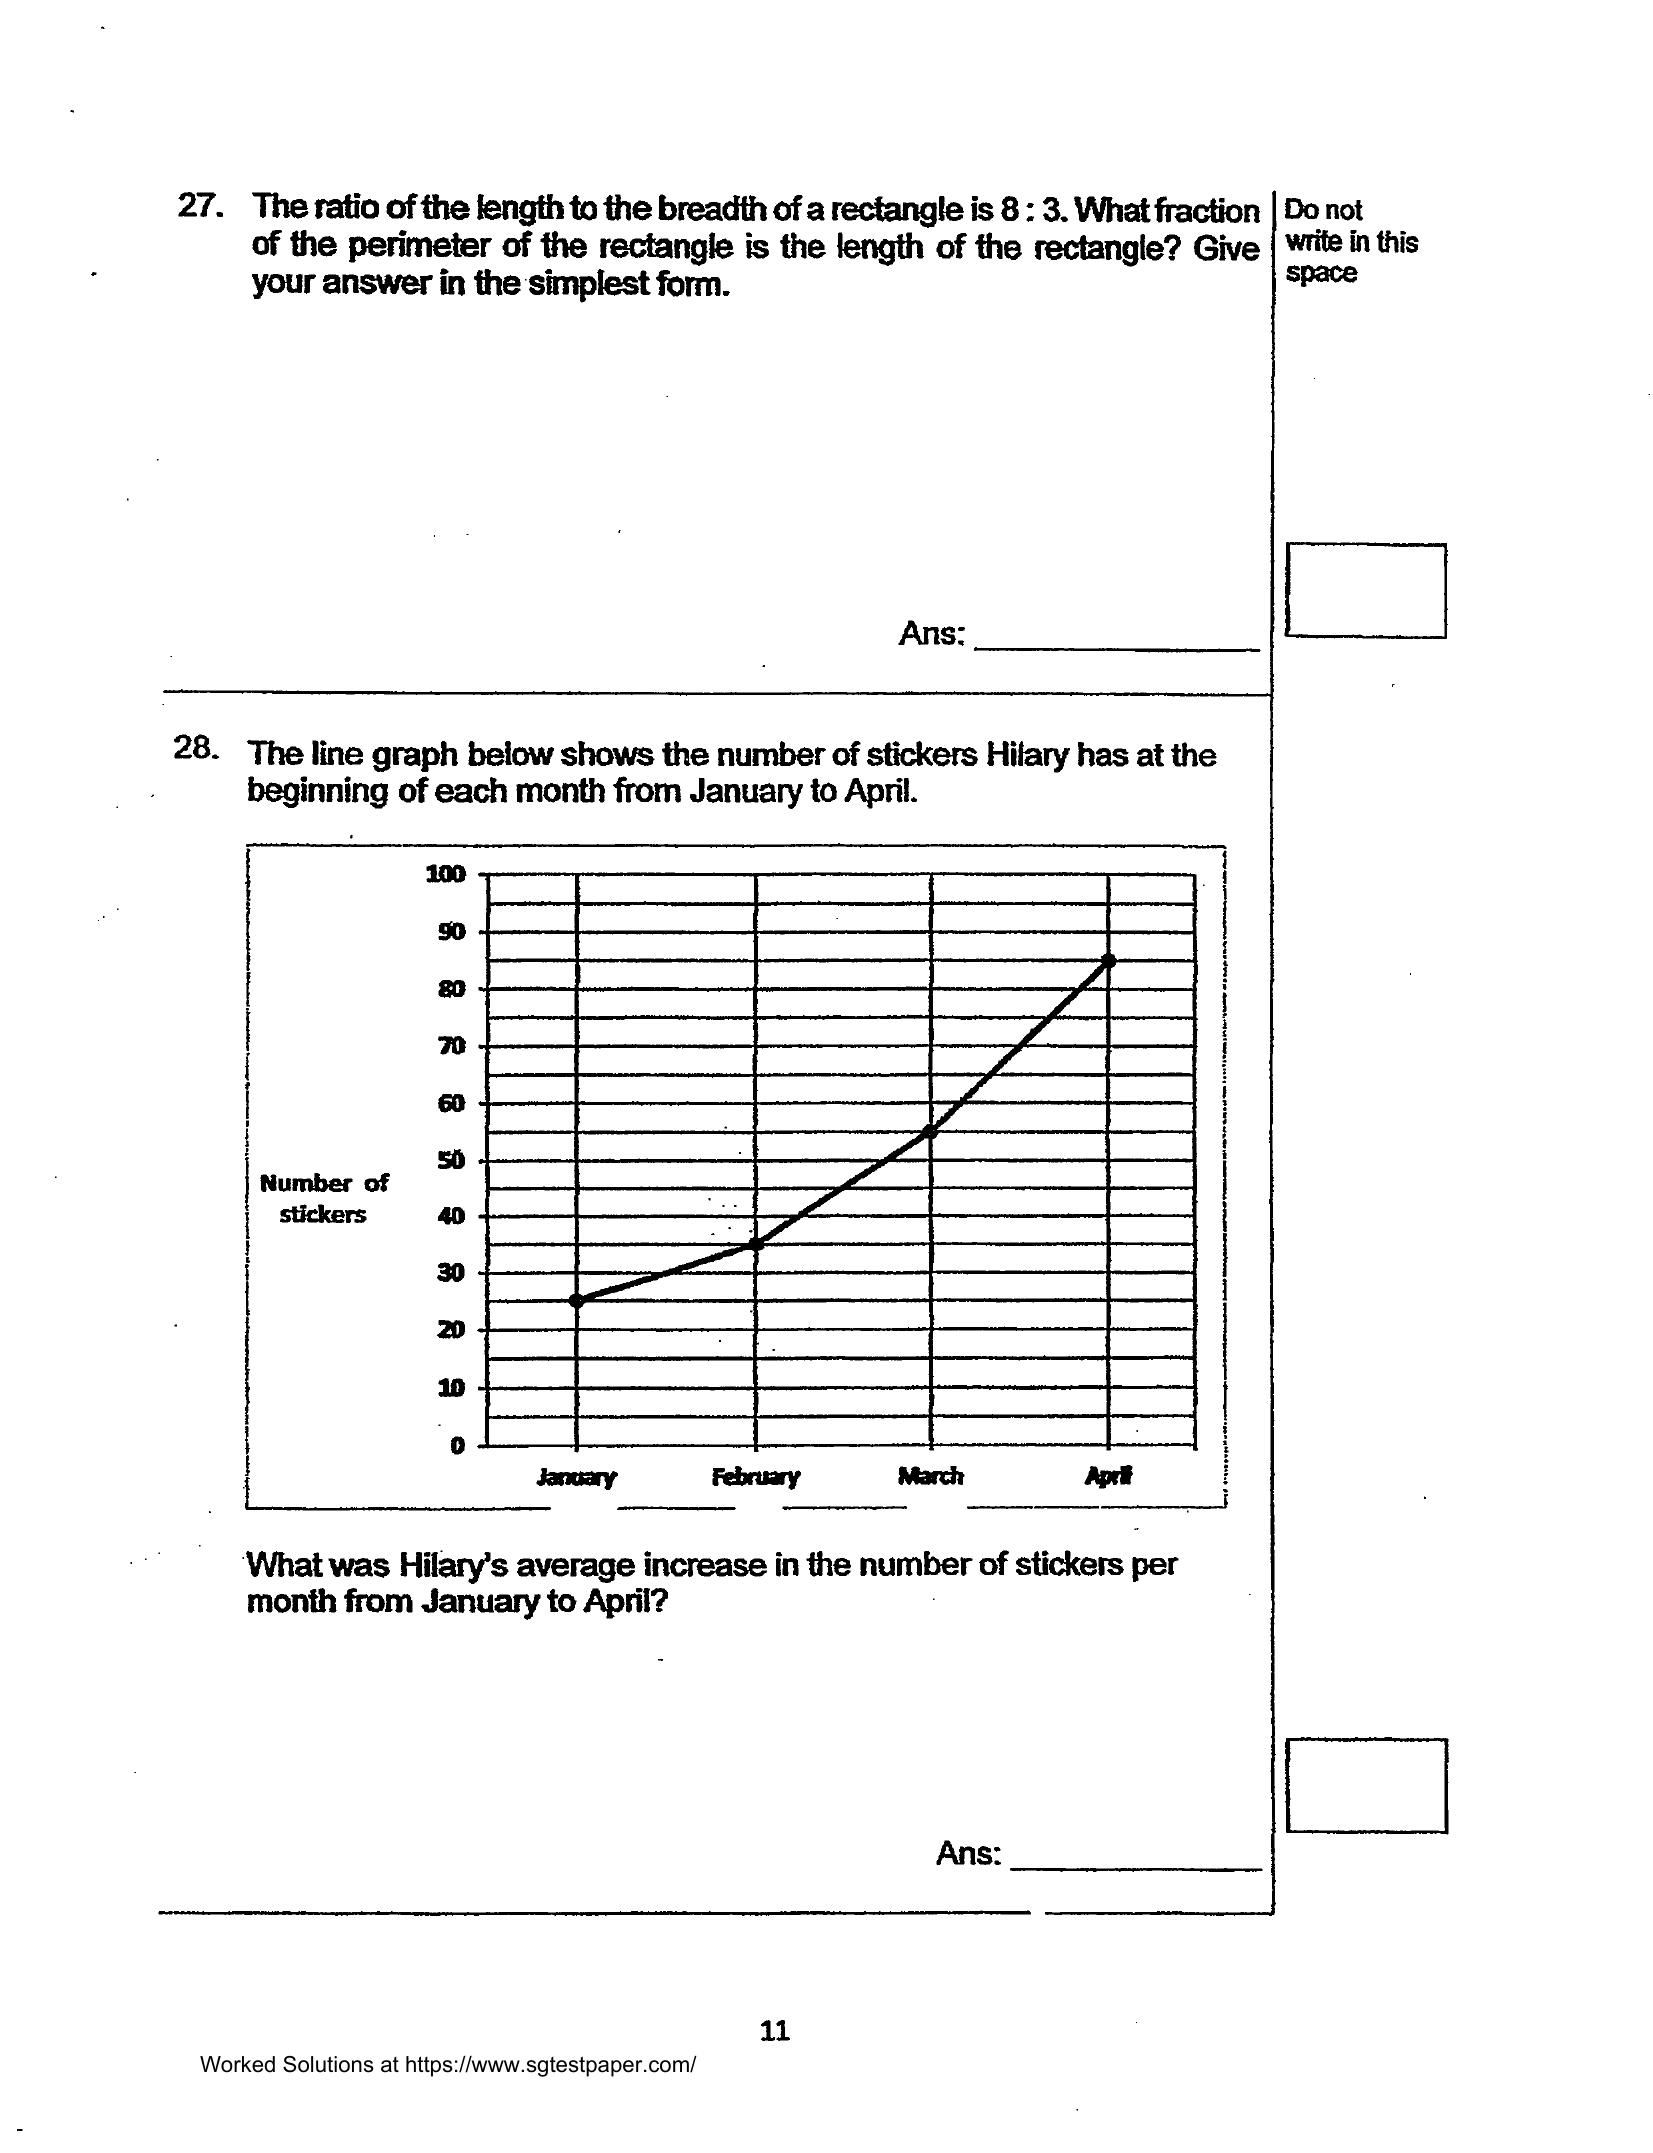 27. The ratio of the length to the breadth of a rectangle is 8 : 3. What fraction
of the perimeter of the rectangle is the length of the rectangle? Give
your answer in the simplest form.
Do not
write in this
space
Ans:
28. The line graph below shows the number of stickers Hilary has at the
beginning of each month from January to April.
100
90
80
70
60
50
Number of
stickers
40
30
20
10
0
January February March April
What was Hilary's average increase in the number of stickers per
month from January to April?
Ans:
11
Worked Solutions at https://www.sgtestpaper.com/